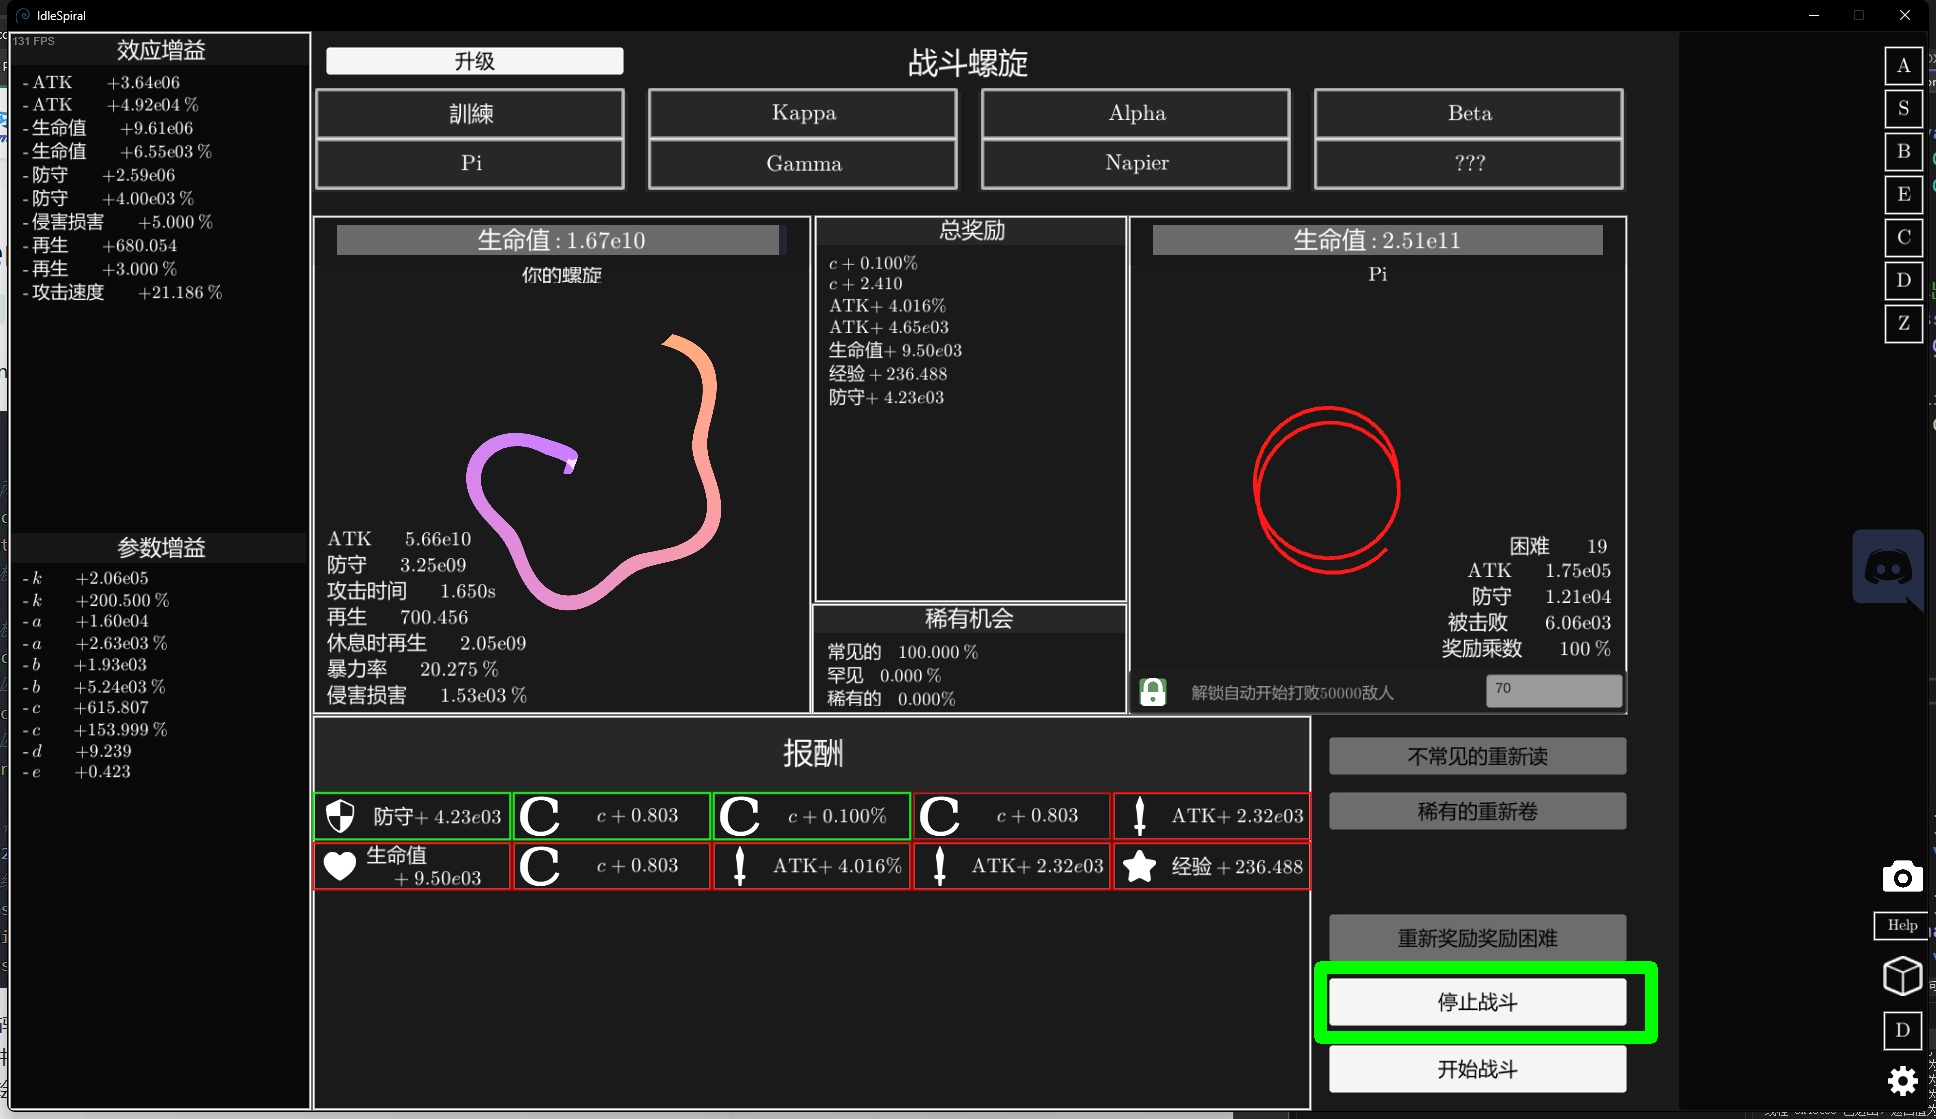 IdleSpiral
131 FPS
效应增益
- ATK +3.64e06
- ATK +4.92e04 %
- 生命值 +9.61e06
- 生命值 +6.55e03 %
- 防守 +2.59e06
- 防守 +4.00e03 %
- 侵害损害 +5.000 %
- 再生 +680.054
- 再生 +3.000 %
- 攻击速度 +21.186 %
参数增益
- k +2.06e05
- k +200.500 %
- a +1.60e04
- a +2.63e03 %
- b +1.93e03
- b +5.24e03 %
- c +615.807
- c +153.999 %
- d +9.239
- e +0.423
升级
战斗螺旋
訓練
Kappa
Alpha
Beta
Pi
Gamma
Napier
???
生命值 : 1.67e10
你的螺旋
ATK 5.66e10
防守 3.25e09
攻击时间 1.650s
再生 700.456
休息时再生 2.05e09
暴力率 20.275 %
侵害损害 1.53e03 %
总奖励
c + 0.100%
c + 2.410
ATK+ 4.016%
ATK+ 4.65e03
生命值+ 9.50e03
经验 + 236.488
防守+ 4.23e03
稀有机会
常见的 100.000 %
罕见 0.000 %
稀有的 0.000%
生命值 : 2.51e11
Pi
困难 19
ATK 1.75e05
防守 1.21e04
被击败 6.06e03
奖励乘数 100 %
解锁自动开始打败50000敌人
70
报酬
防守+ 4.23e03
C c + 0.803
C c + 0.100%
C c + 0.803
ATK+ 2.32e03
生命值
+ 9.50e03
C c + 0.803
ATK+ 4.016%
ATK+ 2.32e03
经验 + 236.488
不常见的重新读
稀有的重新卷
重新奖励奖励困难
停止战斗
开始战斗
A
S
B
E
C
D
Z
Help
D